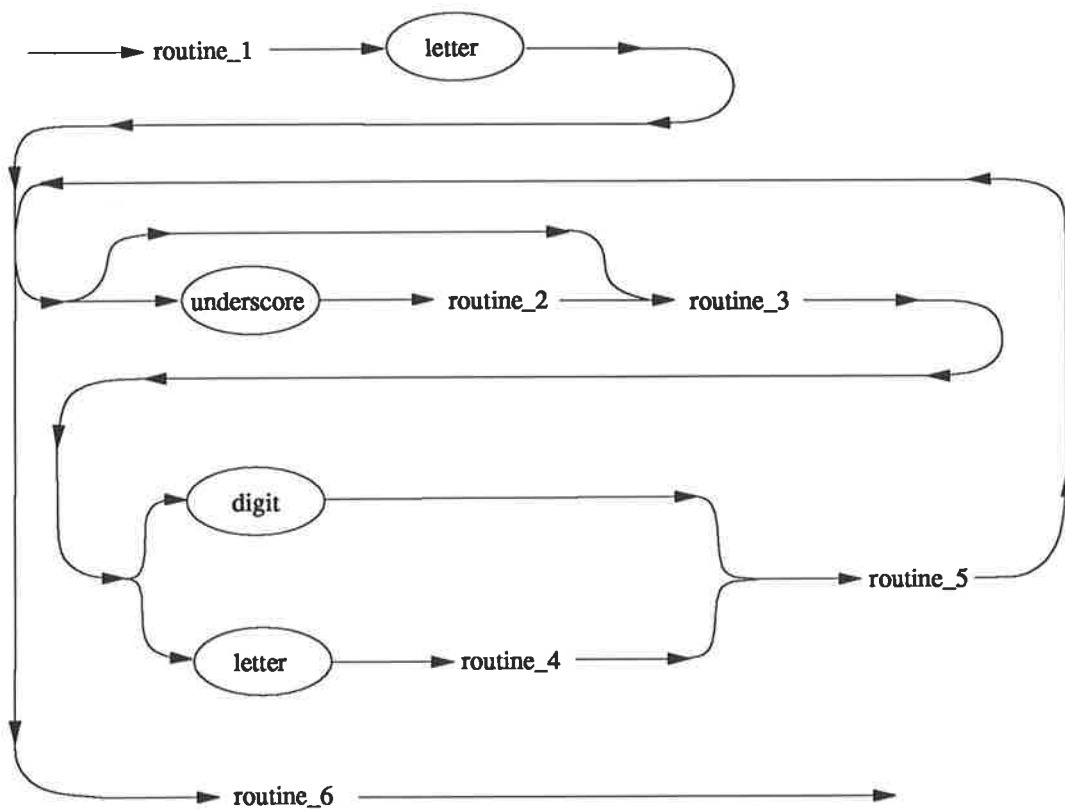 routine_1 letter
underscore routine_2 routine_3
digit
routine_5
letter routine_4
routine_6